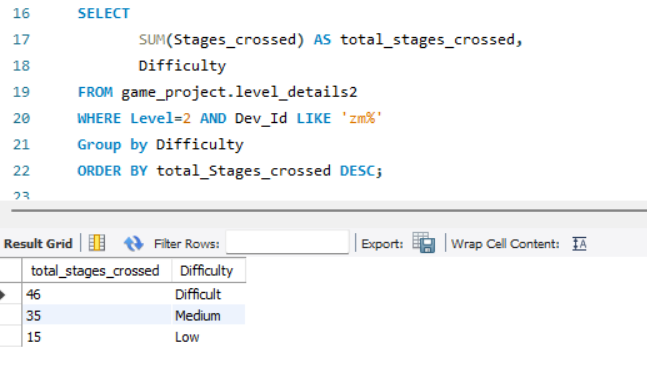 16 SELECT
17 SUM(Stages_crossed) AS total_stages_crossed,
18 Difficulty
19 FROM game_project.level_details2
20 WHERE Level=2 AND Dev_Id LIKE 'zm%'
21 Group by Difficulty
22 ORDER BY total_Stages_crossed DESC;
23
Result Grid Filter Rows: Export: Wrap Cell Content: IA
total_stages_crossed Difficulty
46 Difficult
35 Medium
15 Low